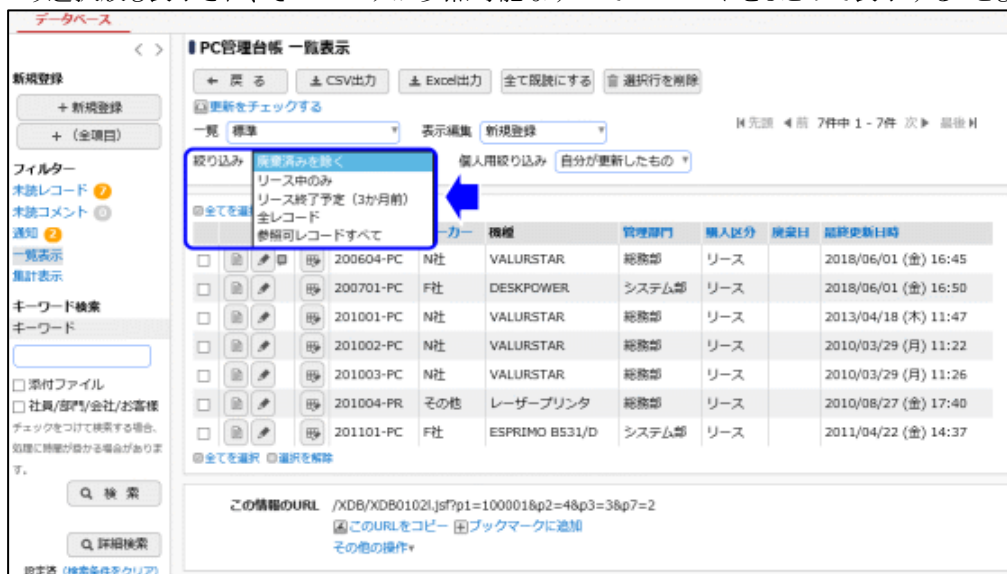 データベース
< >
新規登録
+ 新規登録
+ (全項目)
フィルター
未読レコード 7
未読コメント 0
通知 2
一覧表示
集計表示
キーワード検索
キーワード
添付ファイル
社員/部門/会社/お客様
チェックをつけて検索する場合、
処理に時間が掛かる場合がありま
す。
検 索
詳細検索
設定済 (検索条件をクリア)
PC管理台帳 一覧表示
戻 る CSV出力 Excel出力 全て既読にする 選択行を削除
更新をチェックする
一覧 標準 表示編集 新規登録 先頭 前 7件中 1 - 7件 次 最後
絞り込み 廃棄済みを除く 個人用絞り込み 自分が更新したもの
リース中のみ
リース終了予定(3か月前)
全レコード
参照可レコードすべて
全てを選
ーカー 機種 管理部門 購入区分 廃棄日 最終更新日時
200604-PC N社 VALURSTAR 総務部 リース 2018/06/01 (金) 16:45
200701-PC F社 DESKPOWER システム部 リース 2018/06/01 (金) 16:50
201001-PC N社 VALURSTAR 総務部 リース 2013/04/18 (木) 11:47
201002-PC N社 VALURSTAR 総務部 リース 2010/03/29 (月) 11:22
201003-PC N社 VALURSTAR 総務部 リース 2010/03/29 (月) 11:26
201004-PR その他 レーザープリンタ 総務部 リース 2010/08/27 (金) 17:40
201101-PC F社 ESPRIMO B531/D システム部 リース 2011/04/22 (金) 14:37
全てを選択 選択を解除
この情報のURL /XDB/XDB0102l.jsf?p1=100001&p2=4&p3=3&p7=2
このURLをコピー ブックマークに追加
その他の操作